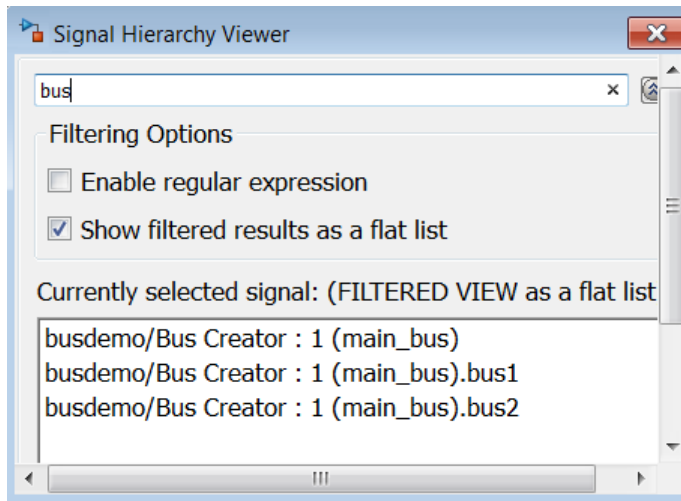 Signal Hierarchy Viewer
bus
Filtering Options
Enable regular expression
Show filtered results as a flat list
Currently selected signal: (FILTERED VIEW as a flat list
busdemo/Bus Creator : 1 (main_bus)
busdemo/Bus Creator : 1 (main_bus).bus1
busdemo/Bus Creator : 1 (main_bus).bus2